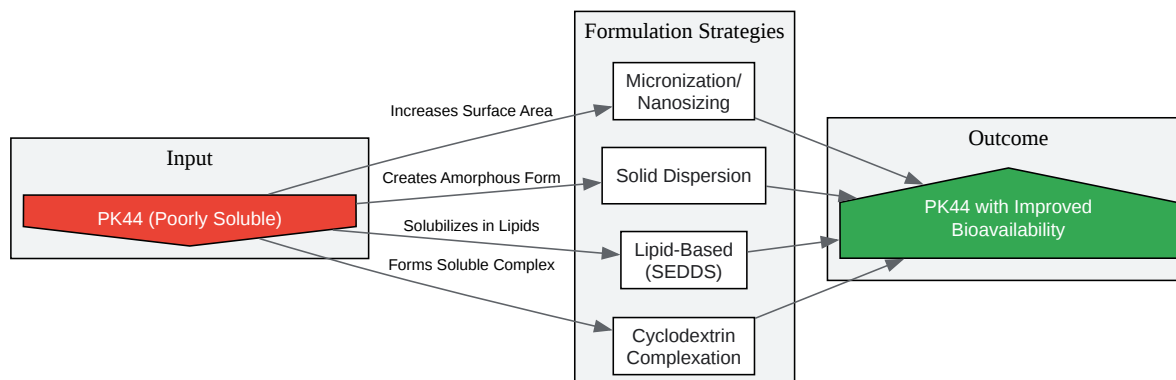 Input
PK44 (Poorly Soluble)
Increases Surface Area
Creates Amorphous Form
Solubilizes in Lipids
Forms Soluble Complex
Formulation Strategies
Micronization/
Nanosizing
Solid Dispersion
Lipid-Based
(SEDDS)
Cyclodextrin
Complexation
Outcome
PK44 with Improved
Bioavailability